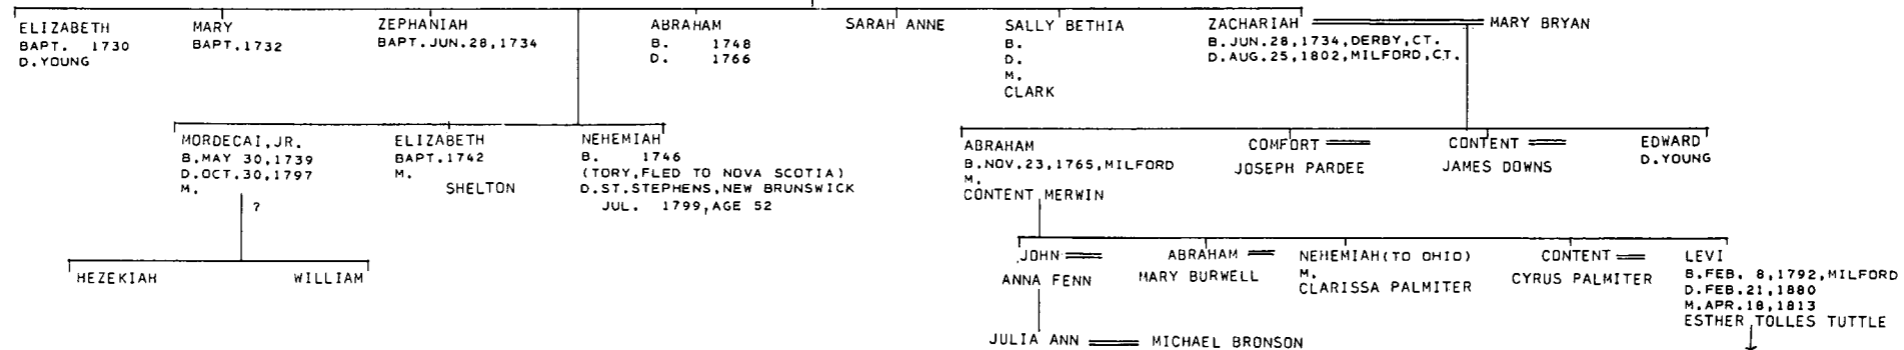 ELIZABETH
BAPT. 1730
D.YOUNG
MARY
BAPT.1732
ZEPHANIAH
BAPT.JUN.28,1734
ABRAHAM
B. 1748
D. 1766
SARAH ANNE
SALLY BETHIA
B.
D.
M.
CLARK
ZACHARIAH
B.JUN.28,1734,DERBY,CT.
D.AUG.25,1802,MILFORD,CT.
MARY BRYAN
MORDECAI,JR.
B.MAY 30,1739
D.OCT.30,1797
M.
?
ELIZABETH
BAPT.1742
M.
SHELTON
NEHEMIAH
B. 1746
(TORY,FLED TO NOVA SCOTIA)
D.ST.STEPHENS,NEW BRUNSWICK
JUL. 1799,AGE 52
ABRAHAM
B.NOV.23,1765,MILFORD
M.
CONTENT MERWIN
COMFORT
JOSEPH PARDEE
CONTENT
JAMES DOWNS
EDWARD
D.YOUNG
HEZEKIAH
WILLIAM
JOHN
ANNA FENN
ABRAHAM
MARY BURWELL
NEHEMIAH(TO OHIO)
M.
CLARISSA PALMITER
CONTENT
CYRUS PALMITER
LEVI
B.FEB. 8,1792,MILFORD
D.FEB.21,1880
M.APR.18,1813
ESTHER TOLLES TUTTLE
JULIA ANN
MICHAEL BRONSON